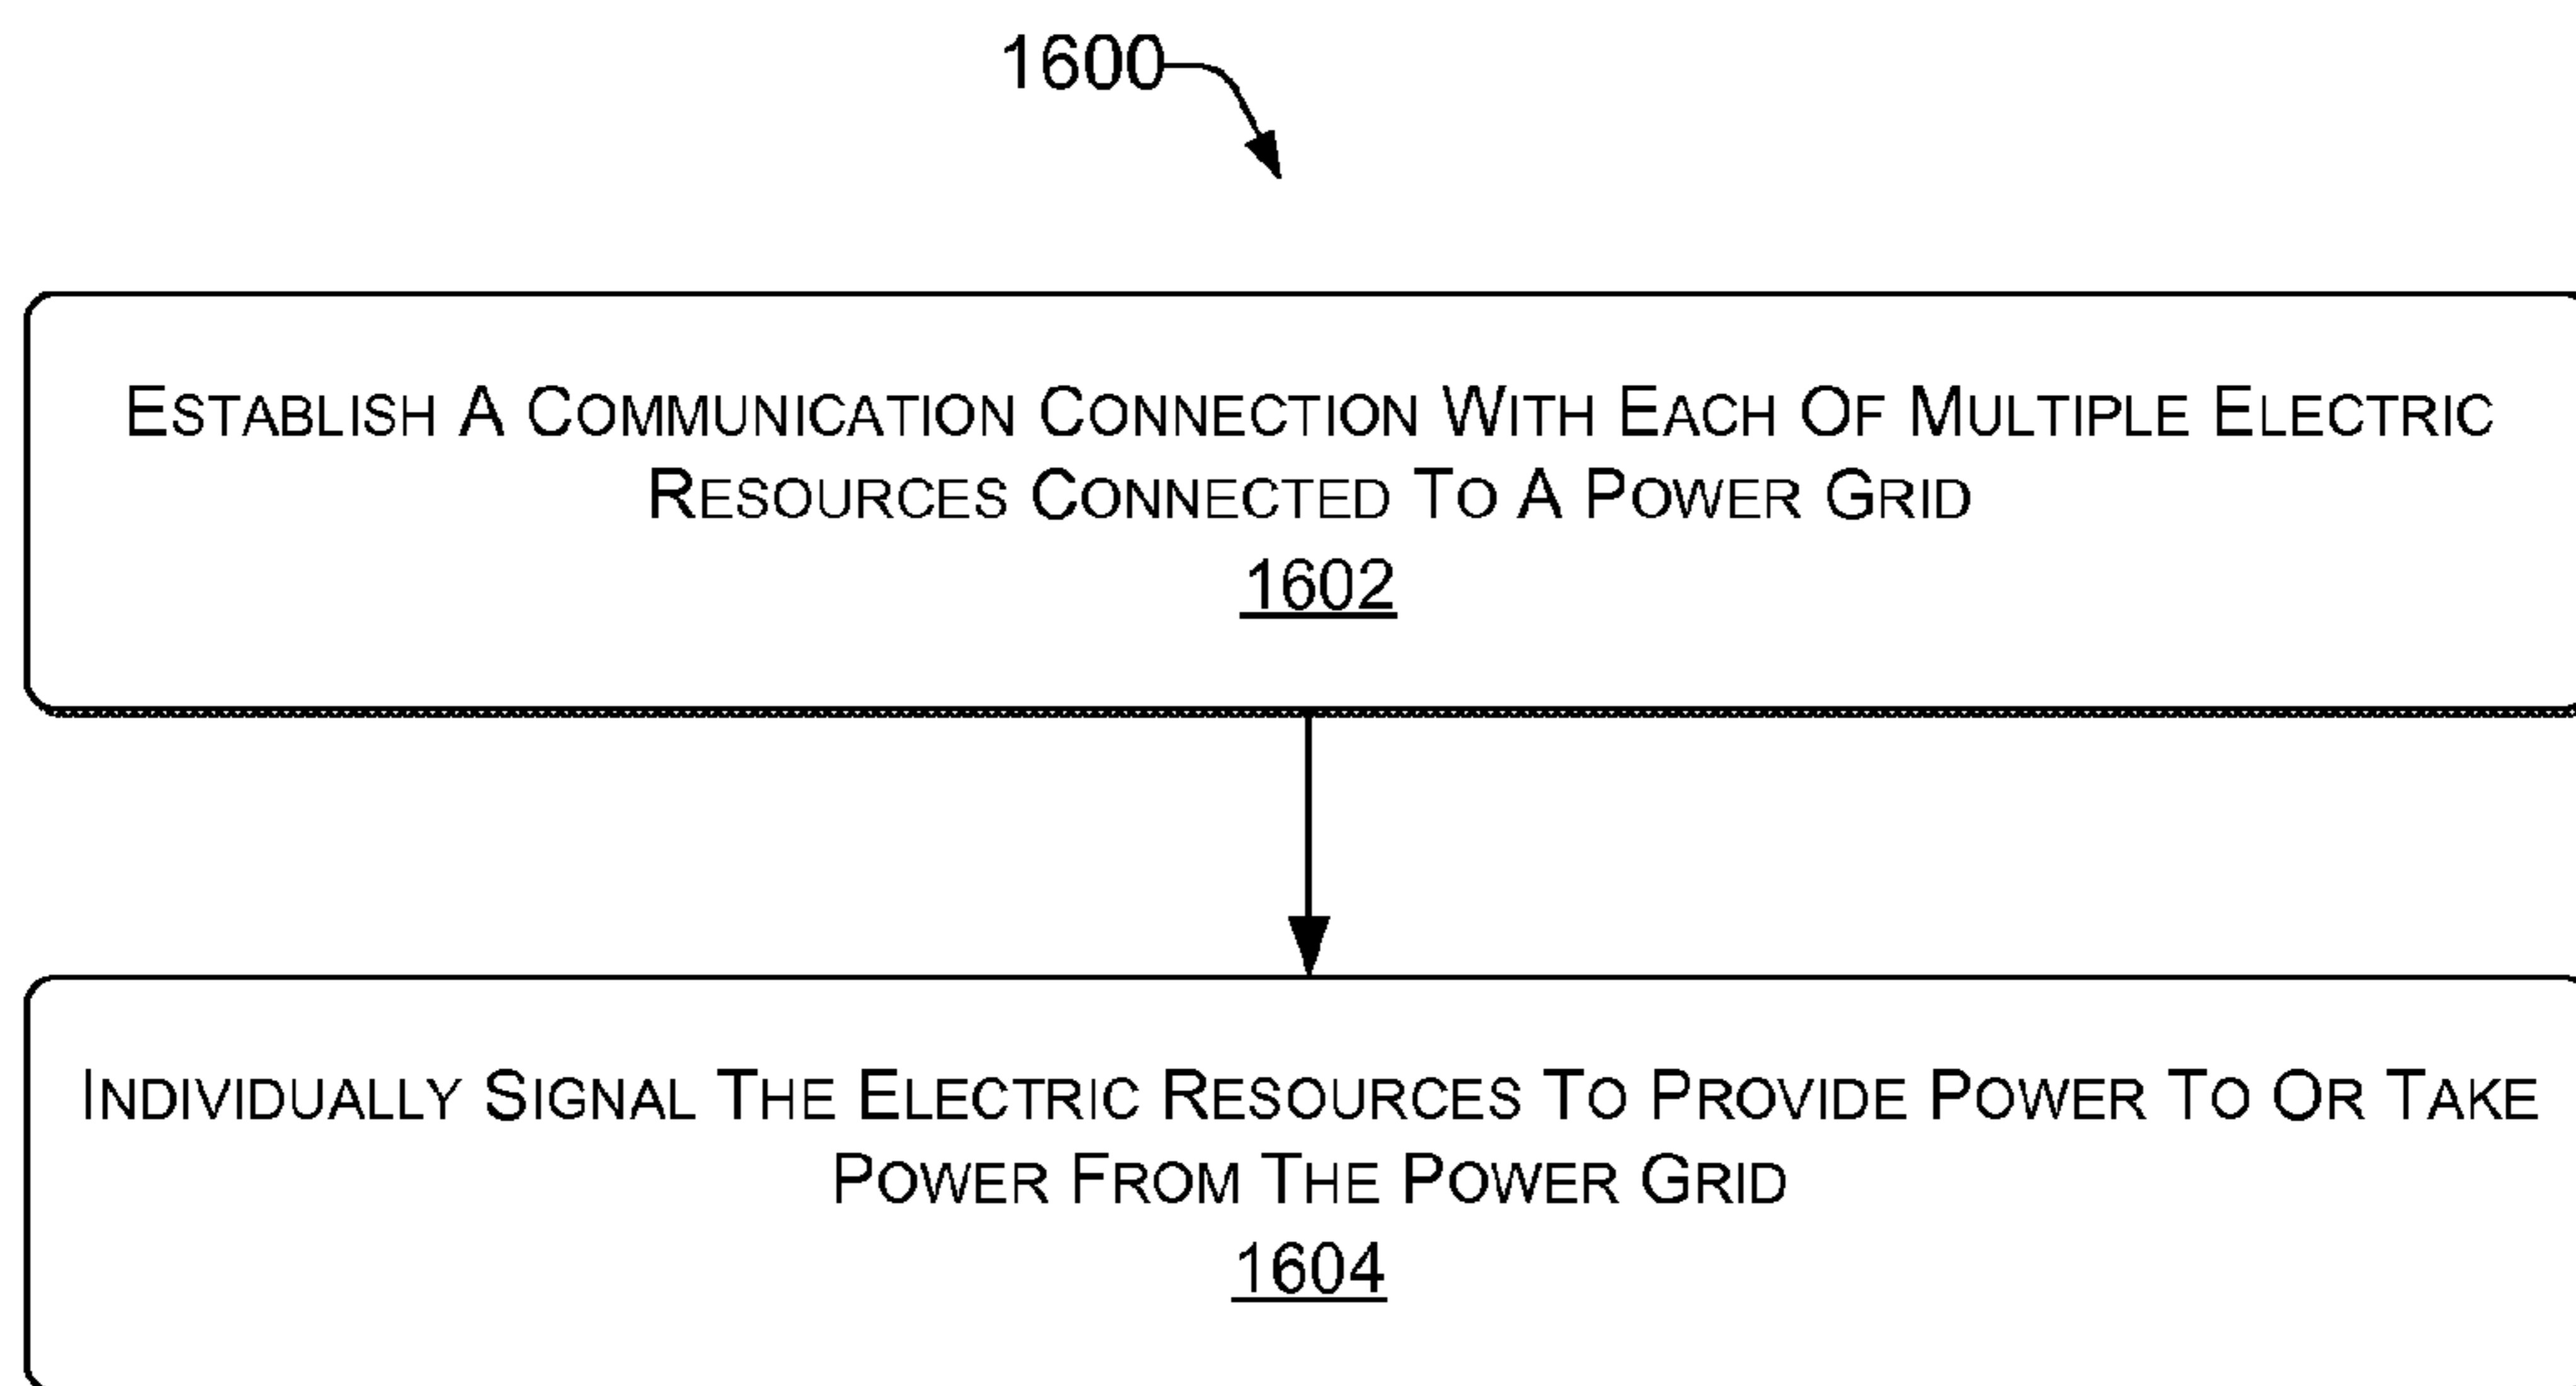 1600
ESTABLISH A COMMUNICATION CONNECTION WITH EACH OF MULTIPLE ELECTRIC
RESOURCES CONNECTED TO A POWER GRID
1602
INDIVIDUALLY SIGNAL THE ELECTRIC RESOURCES TO PROVIDE POWER TO OR TAKE
POWER FROM THE POWER GRID
1604